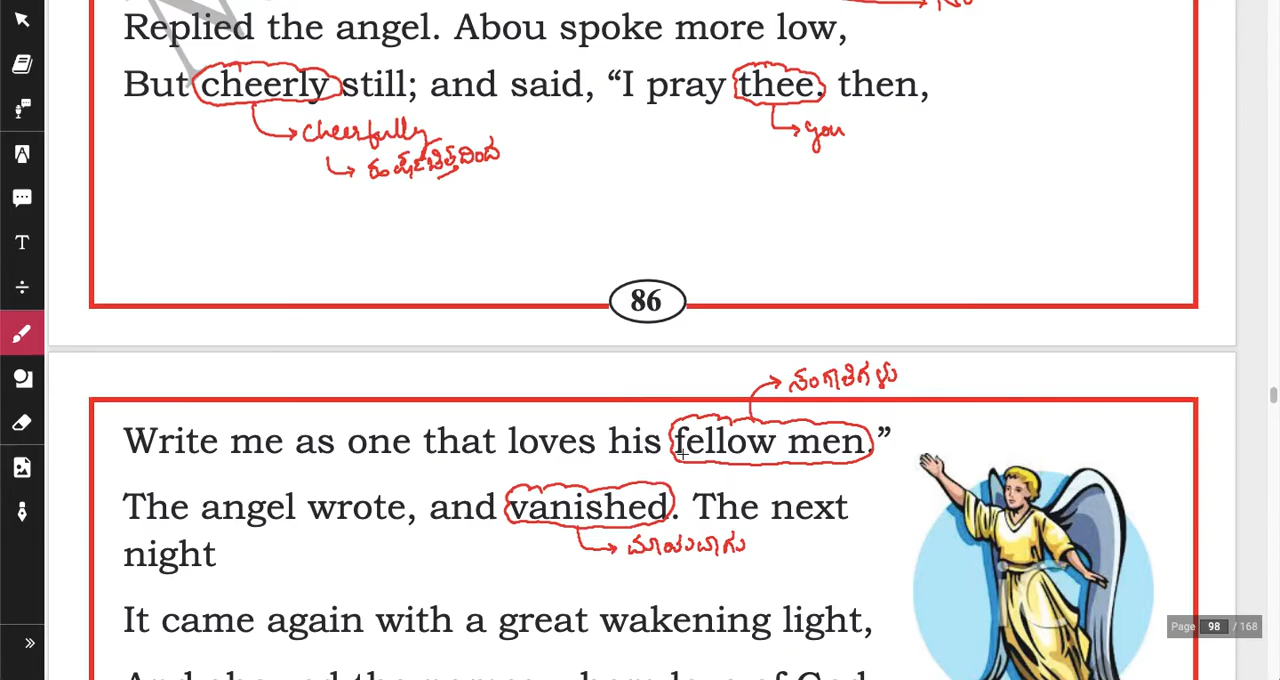 Replied the angel. Abou spoke more low,
But cheerly still; and said, “I pray thee, then,
cheerfully
you
ಹರ್ಷಚಿತ್ತದಿಂದ
86
ಸಂಗಾತಿಗಳು
Write me as one that loves his fellow men.”
The angel wrote, and vanished. The next
night
ಮಾಯವಾಗು
It came again with a great wakening light,
Page 98 / 168